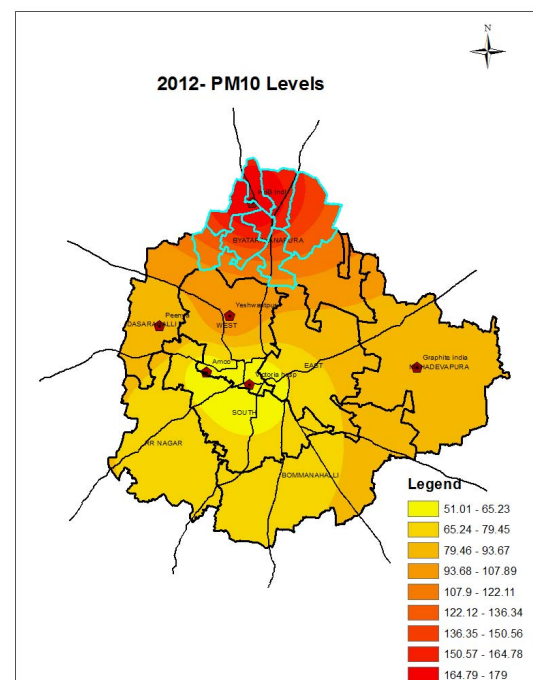 2012- PM10 Levels
BYATARAYANAPURA
Yeshwantpur
Peenya
DASARAHALLI
WEST
Amco
Graphite india
MAHADEVAPURA
EAST
Victoria hosp
SOUTH
RR NAGAR
BOMMANAHALLI
Legend
51.01 - 65.23
65.24 - 79.45
79.46 - 93.67
93.68 - 107.89
107.9 - 122.11
122.12 - 136.34
136.35 - 150.56
150.57 - 164.78
164.79 - 179